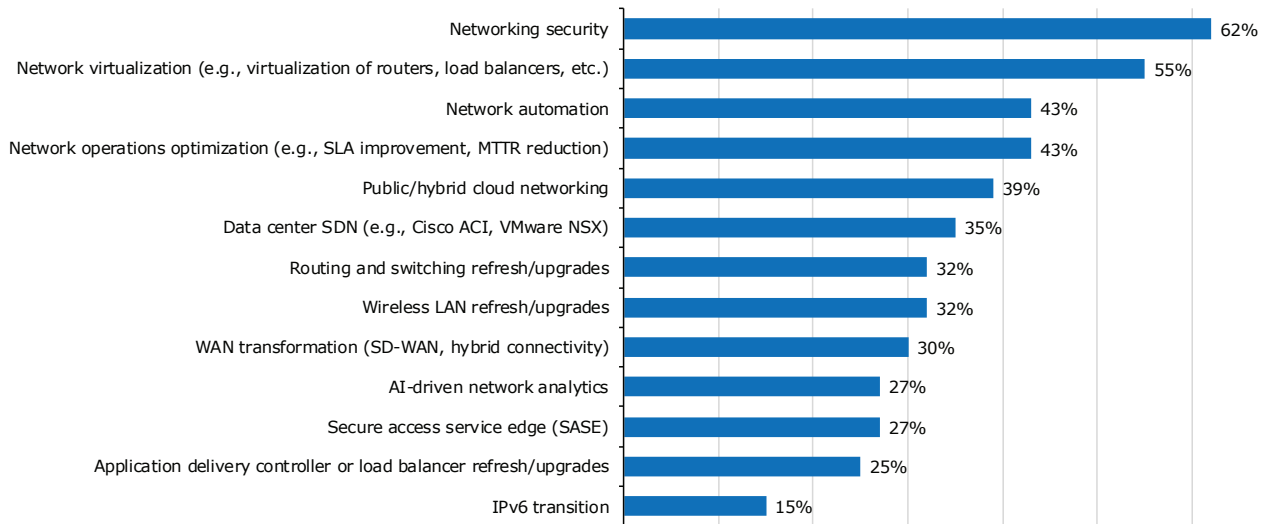 Networking security 62%
Network virtualization (e.g., virtualization of routers, load balancers, etc.) 55%
Network automation 43%
Network operations optimization (e.g., SLA improvement, MTTR reduction) 43%
Public/hybrid cloud networking 39%
Data center SDN (e.g., Cisco ACI, VMware NSX) 35%
Routing and switching refresh/upgrades 32%
Wireless LAN refresh/upgrades 32%
WAN transformation (SD-WAN, hybrid connectivity) 30%
AI-driven network analytics 27%
Secure access service edge (SASE) 27%
Application delivery controller or load balancer refresh/upgrades 25%
IPv6 transition 15%